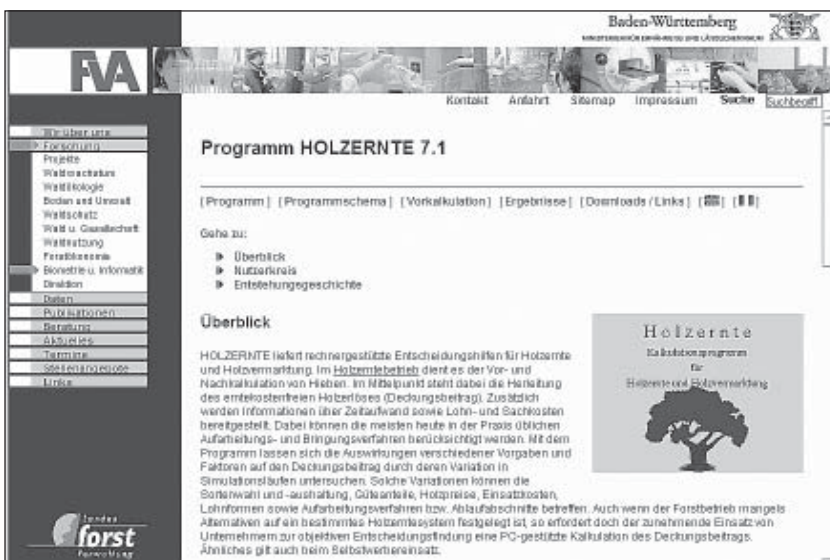 Baden-Württemberg
FVA
Kontakt Anfahrt Sitemap Impressum Suche Suchbegriff
Wir über uns
Forschung
Projekte
Waldwachstum
Waldökologie
Boden und Umwelt
Waldschutz
Wald u. Gesellschaft
Waldnutzung
Forstökonomie
Biometrie u. Informatik
Direktion
Daten
Publikationen
Beratung
Aktuelles
Termine
Stellenangebote
Links
Landes
forst
Verwaltung
Programm HOLZERNTE 7.1
[Programm] [Programmschema] [Vorkalkulation] [Ergebnisse] [Downloads / Links]
Gehe zu:
Überblick
Nutzerkreis
Entstehungsgeschichte
Überblick
HOLZERNTE liefert rechnergestützte Entscheidungshilfen für Holzernte
und Holzvermarktung. Im Holzerntebetrieb dient es der Vor- und
Nachkalkulation von Hieben. Im Mittelpunkt steht dabei die Herleitung
des erntekostenfreien Holzerlöses (Deckungsbeitrag). Zusätzlich
werden Informationen über Zeitaufwand sowie Lohn- und Sachkosten
bereitgestellt. Dabei können die meisten heute in der Praxis üblichen
Aufarbeitungs- und Bringungsverfahren berücksichtigt werden. Mit dem
Programm lassen sich die Auswirkungen verschiedener Vorgaben und
Faktoren auf den Deckungsbeitrag durch deren Variation in
Simulationsläufen untersuchen. Solche Variationen können die
Sortenwahl und -aushaltung, Güteanteile, Holzpreise, Einsatzkosten,
Lohnformen sowie Aufarbeitungsverfahren bzw. Ablaufabschnitte betreffen. Auch wenn der Forstbetrieb mangels
Alternativen auf ein bestimmtes Holzerntesystem festgelegt ist, so erfordert doch der zunehmende Einsatz von
Unternehmern zur objektiven Entscheidungsfindung eine PC-gestützte Kalkulation des Deckungsbeitrags.
Ähnliches gilt auch beim Selbstwerbereinsatz.
Holzernte
Kalkulationsprogramm
für
Holzernte und Holzvermarktung